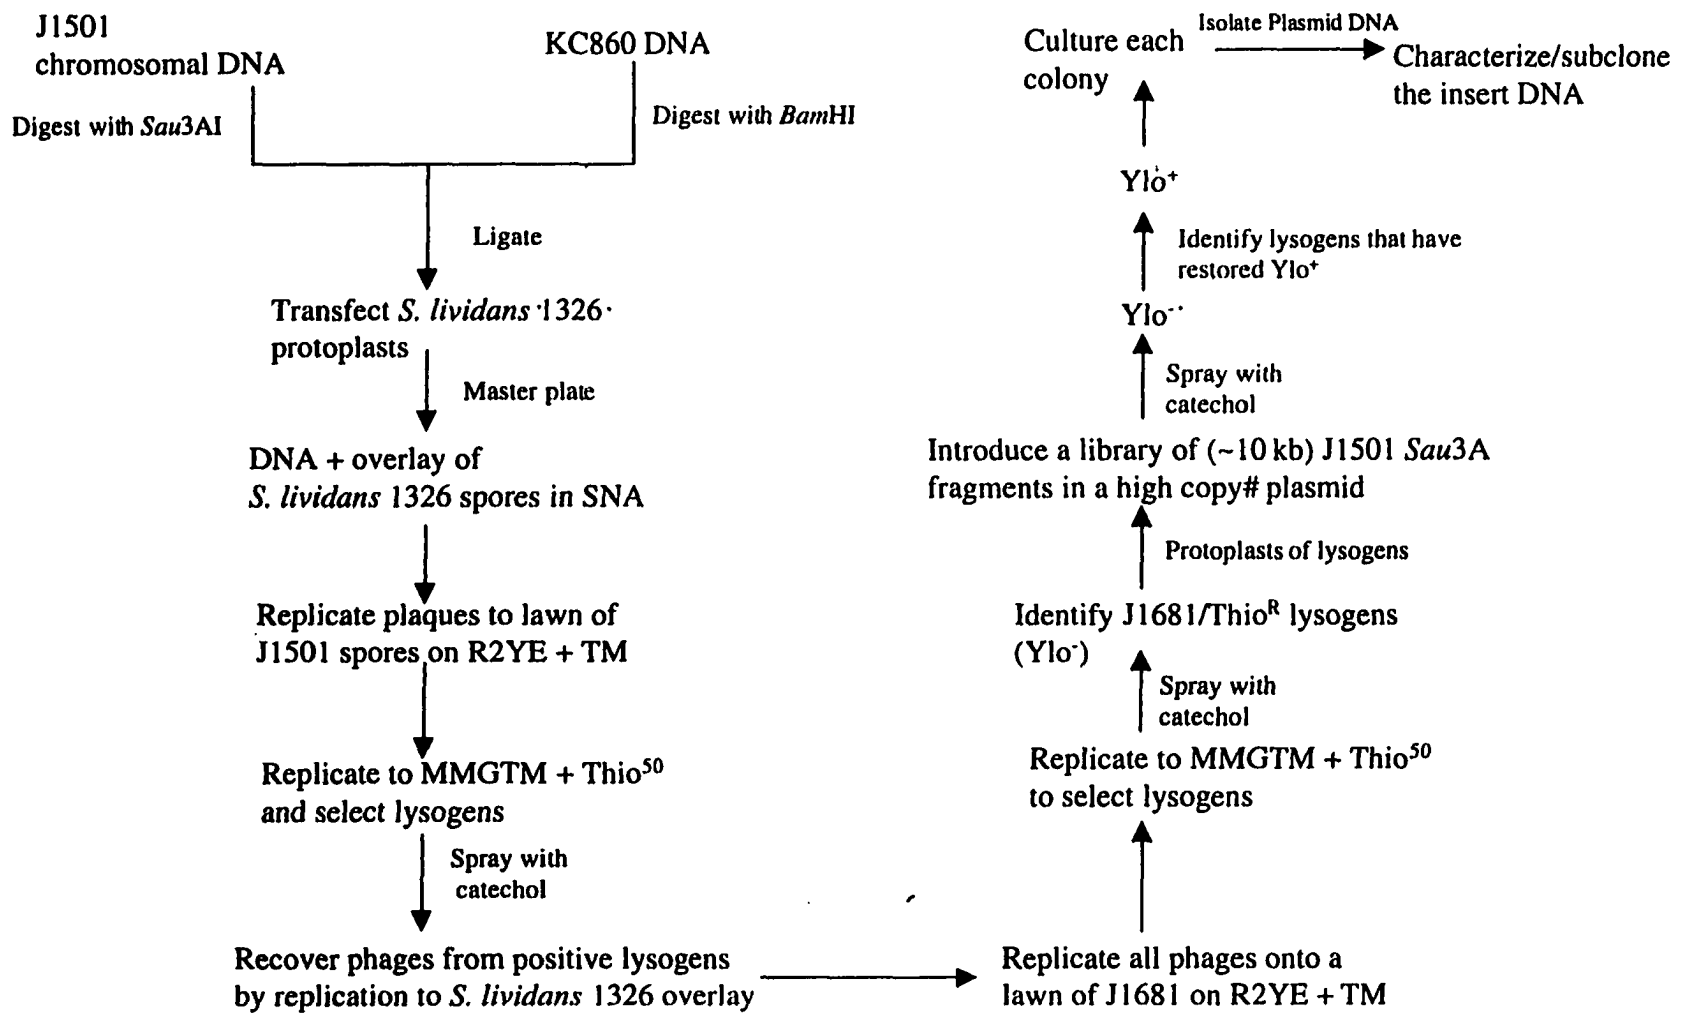 J1501
chromosomal DNA
KC860 DNA
Digest with Sau3AI
Digest with BamHI
Ligate
Transfect S. lividans 1326
protoplasts
Master plate
DNA + overlay of
S. lividans 1326 spores in SNA
Replicate plaques to lawn of
J1501 spores on R2YE + TM
Replicate to MMGTM + Thio⁵⁰
and select lysogens
Spray with
catechol
Recover phages from positive lysogens
by replication to S. lividans 1326 overlay
Replicate all phages onto a
lawn of J1681 on R2YE + TM
Replicate to MMGTM + Thio⁵⁰
to select lysogens
Spray with
catechol
Identify J1681/Thioᴿ lysogens
(Ylo⁻)
Protoplasts of lysogens
Introduce a library of (~10 kb) J1501 Sau3A
fragments in a high copy# plasmid
Spray with
catechol
Ylo⁻
Identify lysogens that have
restored Ylo⁺
Ylo⁺
Culture each
colony
Isolate Plasmid DNA
Characterize/subclone
the insert DNA